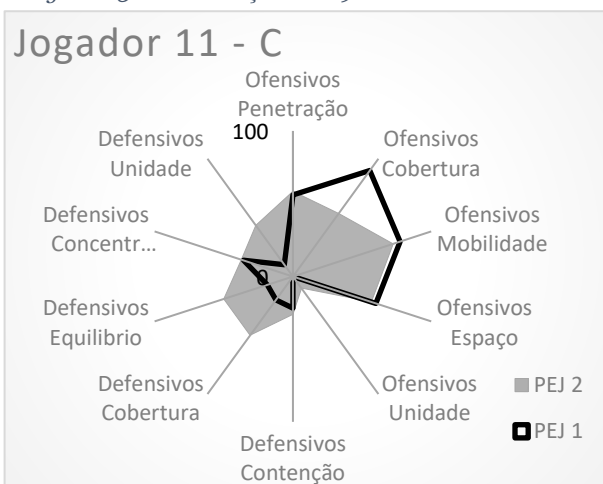 Jogador 11 - C
Ofensivos
Penetração
100
Ofensivos
Cobertura
Ofensivos
Mobilidade
Ofensivos
Espaço
Ofensivos
Unidade
Defensivos
Contenção
Defensivos
Cobertura
Defensivos
Equilibrio
Defensivos
Concentr...
Defensivos
Unidade
0
PEJ 2
PEJ 1